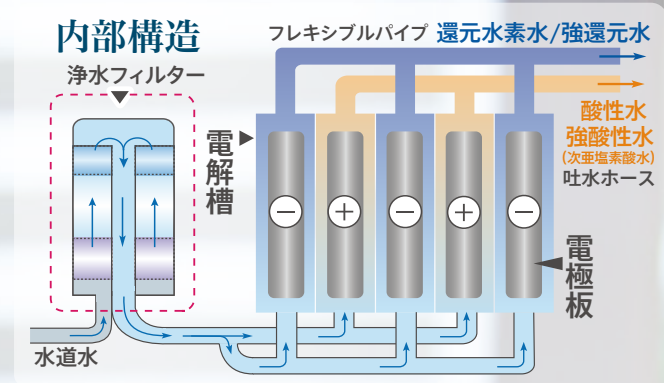 内部構造
浄水フィルター
フレキシブルパイプ 還元水素水/強還元水
酸性水
強酸性水
(次亜塩素酸水)
吐水ホース
電解槽
− + − + −
電極板
水道水